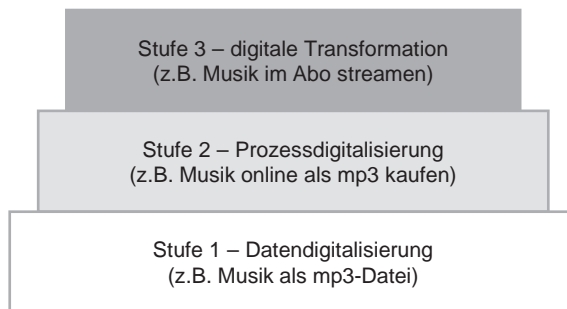 Stufe 3 – digitale Transformation
(z.B. Musik im Abo streamen)
Stufe 2 – Prozessdigitalisierung
(z.B. Musik online als mp3 kaufen)
Stufe 1 – Datendigitalisierung
(z.B. Musik als mp3-Datei)